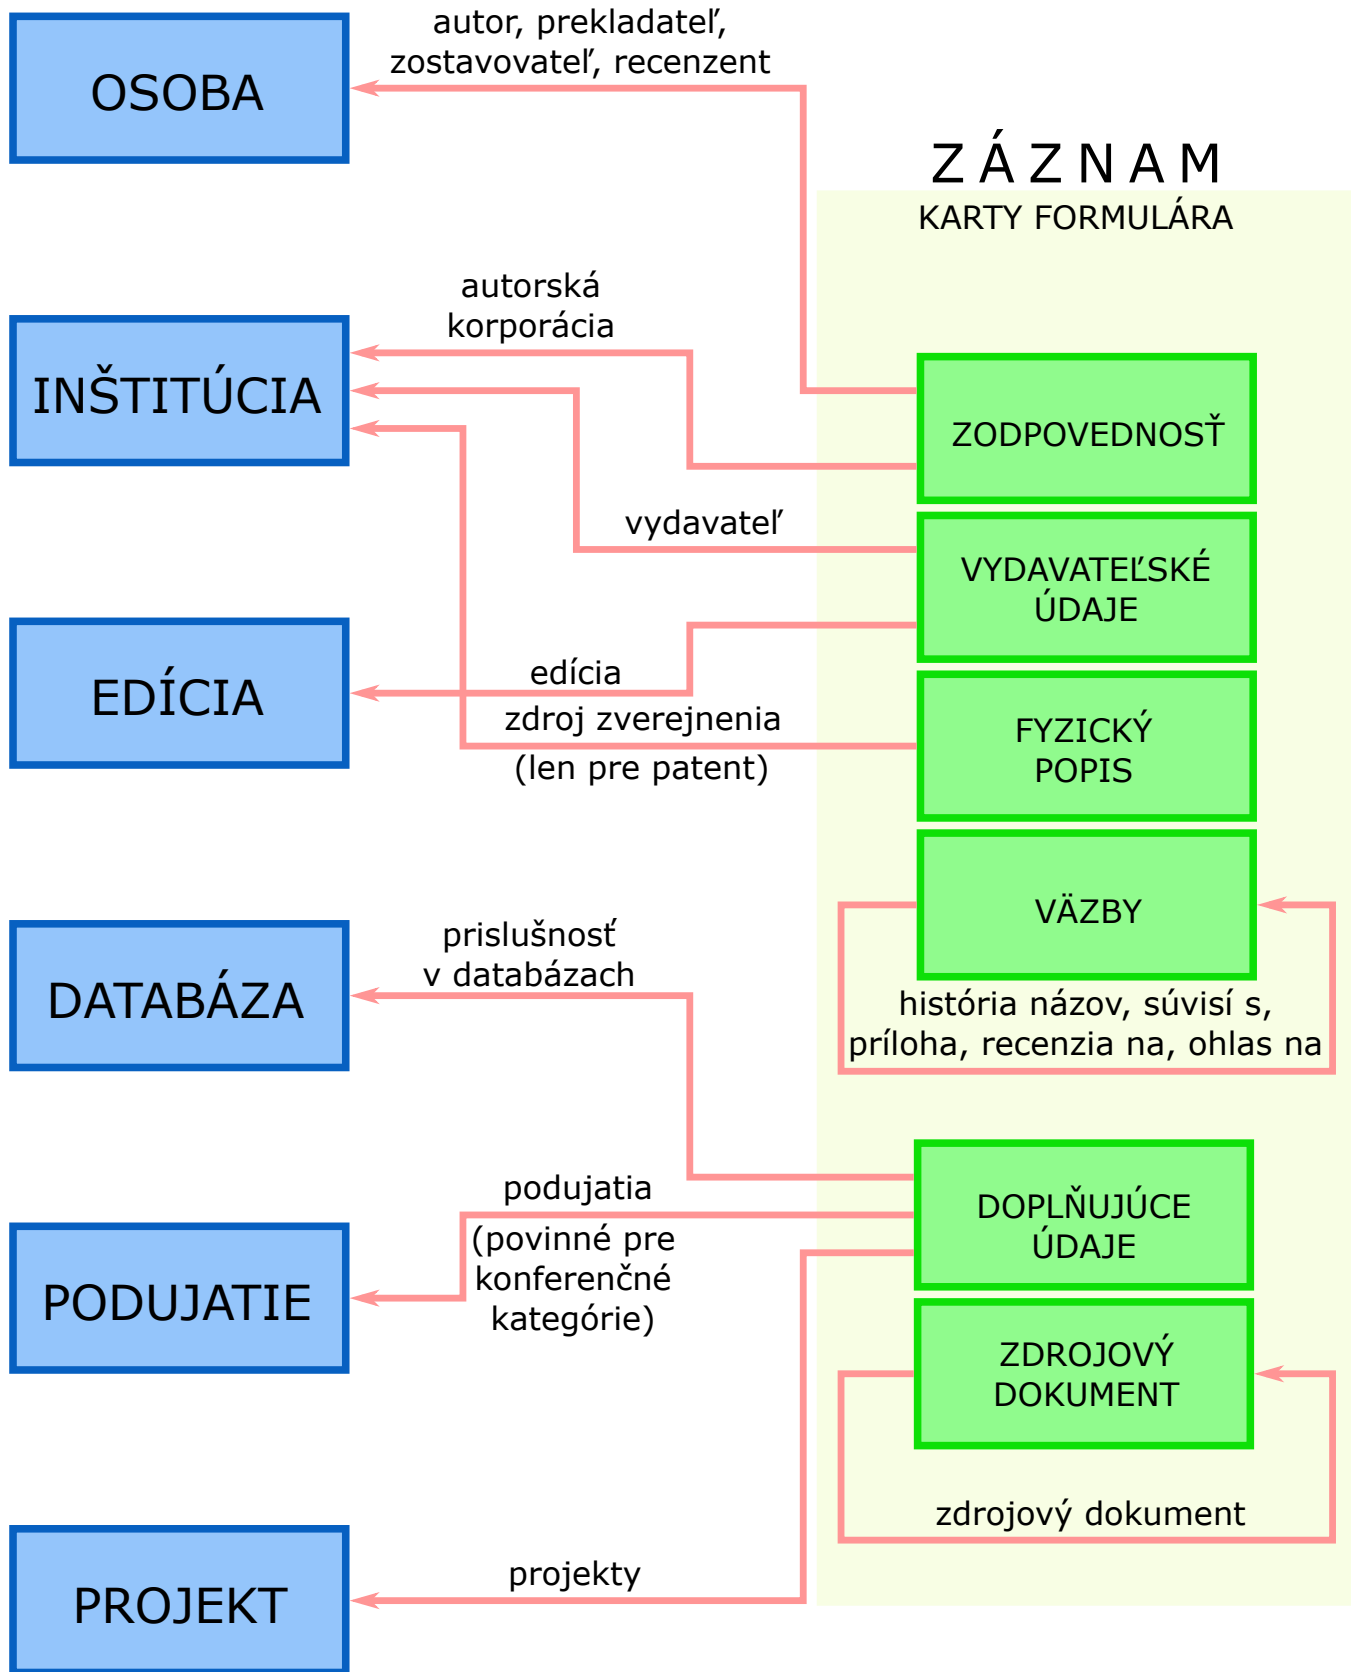 autor, prekladateľ,
zostavovateľ, recenzent
OSOBA
ZÁZNAM
KARTY FORMULÁRA
autorská
korporácia
INŠTITÚCIA
ZODPOVEDNOSŤ
vydavateľ
VYDAVATEĽSKÉ
ÚDAJE
edícia
EDÍCIA
zdroj zverejnenia
(len pre patent)
FYZICKÝ
POPIS
VÄZBY
prislušnosť
v databázach
DATABÁZA
história názov, súvisí s,
príloha, recenzia na, ohlas na
podujatia
(povinné pre
konferenčné
kategórie)
PODUJATIE
DOPLŇUJÚCE
ÚDAJE
ZDROJOVÝ
DOKUMENT
zdrojový dokument
projekty
PROJEKT